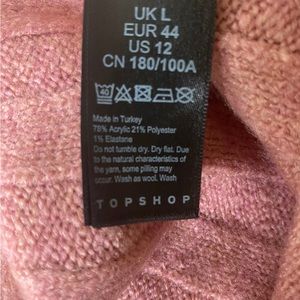 UK L
EUR 44
US 12
CN 180/100A
40
Made in Turkey
78% Acrylic 21% Polyester
1% Elastane
Do not tumble dry. Dry flat. Due
to the natural characteristics of
the yarn, some pilling may
occur. Wash as wool. Wash
TOPSHOP